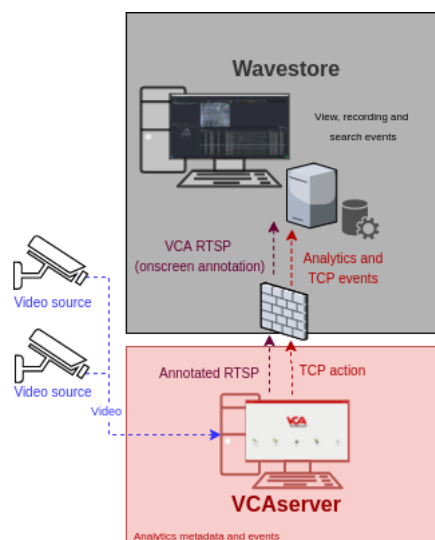 Wavestore
View, recording and
search events
VCA RTSP
(onscreen annotation)
Analytics and
TCP events
Video source
Video source
Video
Annotated RTSP
TCP action
VCA
VCAserver
Analytics metadata and events